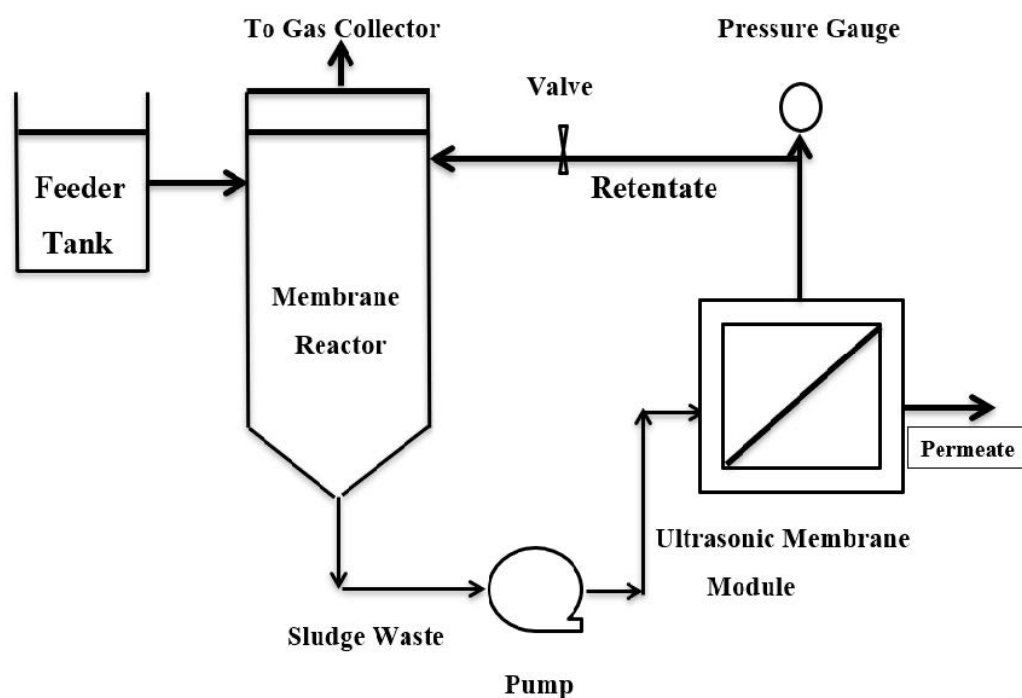 To Gas Collector
Pressure Gauge
Valve
Feeder
Tank
Retentate
Membrane
Reactor
Permeate
Ultrasonic Membrane
Module
Sludge Waste
Pump